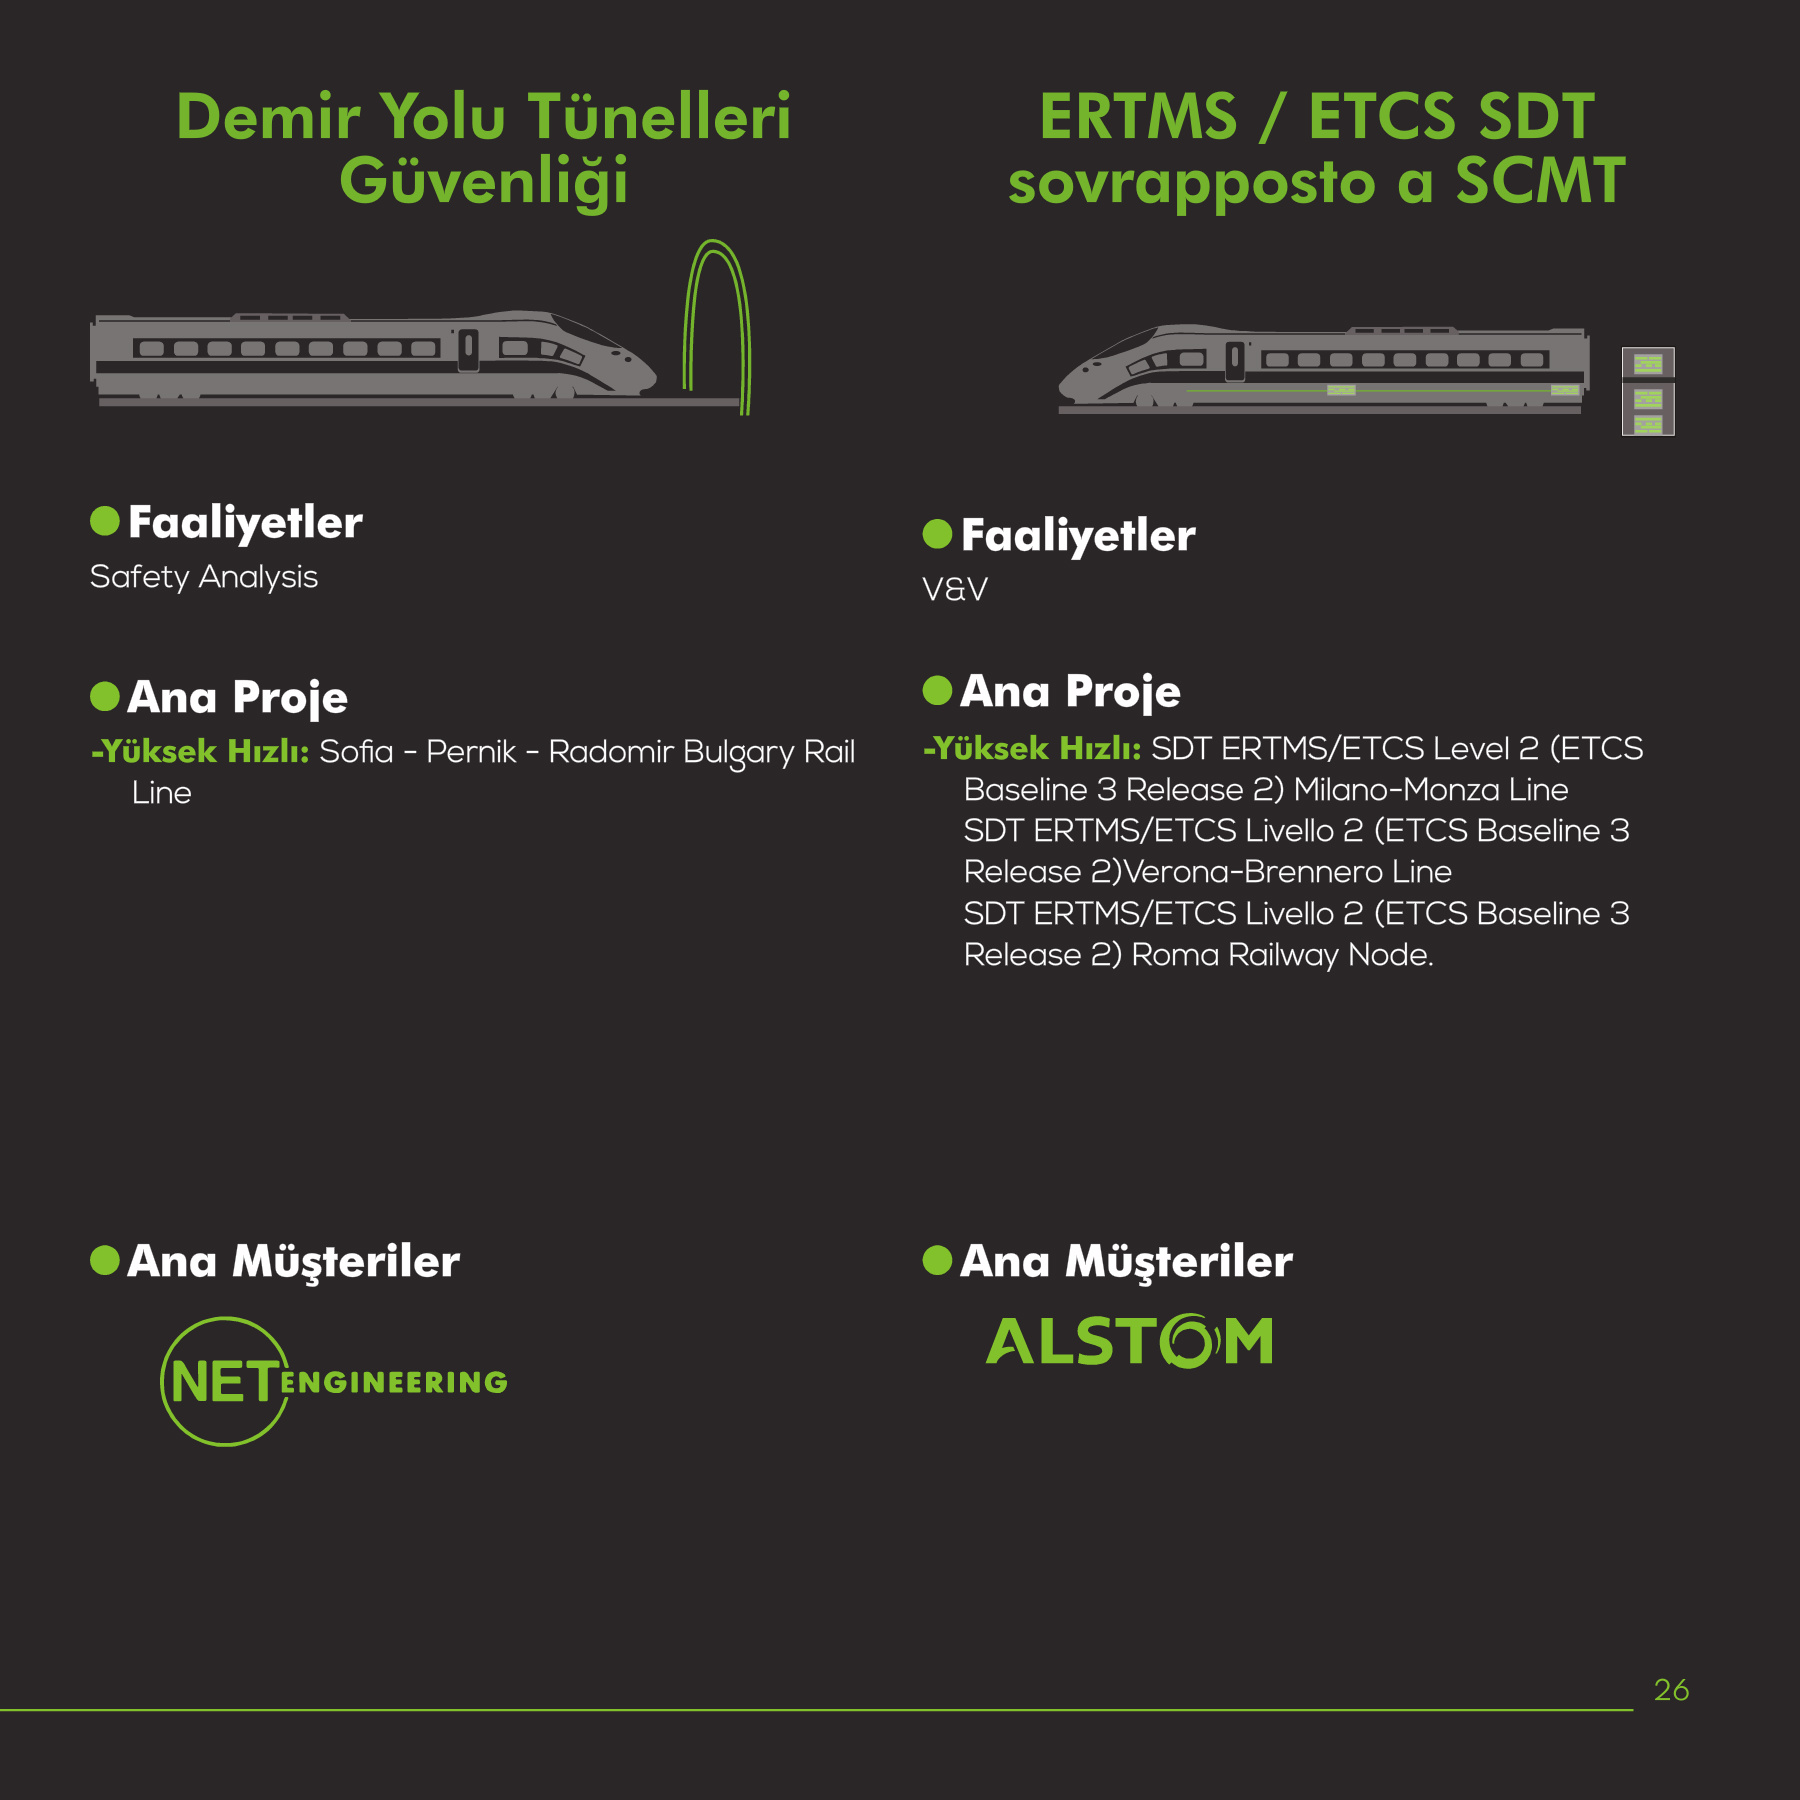 Demir Yolu Tünelleri
Güvenliği
Faaliyetler
Safety Analysis
Ana Proje
-Yüksek Hızlı: Sofia - Pernik - Radomir Bulgary Rail
Line
Ana Müşteriler
NET ENGINEERING
ERTMS / ETCS SDT
sovrapposto a SCMT
Faaliyetler
V&V
Ana Proje
-Yüksek Hızlı: SDT ERTMS/ETCS Level 2 (ETCS
Baseline 3 Release 2) Milano-Monza Line
SDT ERTMS/ETCS Livello 2 (ETCS Baseline 3
Release 2)Verona-Brennero Line
SDT ERTMS/ETCS Livello 2 (ETCS Baseline 3
Release 2) Roma Railway Node.
Ana Müşteriler
ALSTOM
26